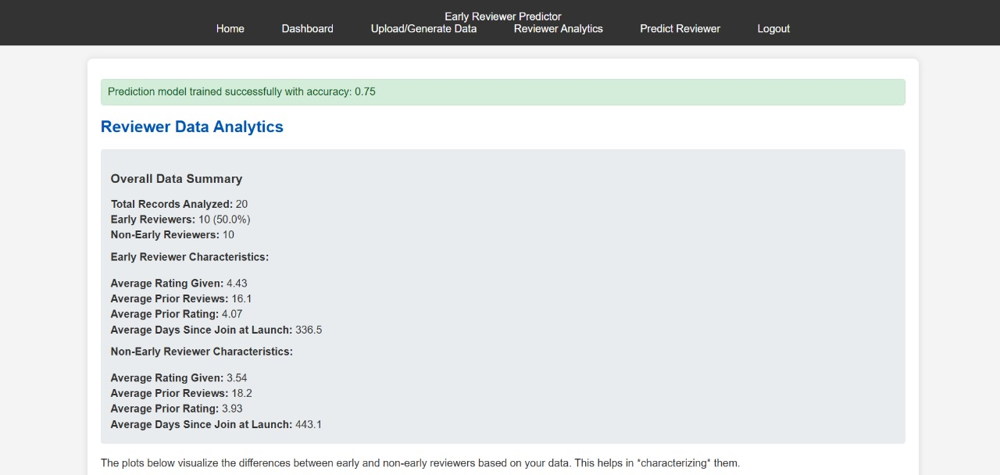 Early Reviewer Predictor
Home Dashboard Upload/Generate Data Reviewer Analytics Predict Reviewer Logout
Prediction model trained successfully with accuracy: 0.75
Reviewer Data Analytics
Overall Data Summary
Total Records Analyzed: 20
Early Reviewers: 10 (50.0%)
Non-Early Reviewers: 10
Early Reviewer Characteristics:
Average Rating Given: 4.43
Average Prior Reviews: 16.1
Average Prior Rating: 4.07
Average Days Since Join at Launch: 336.5
Non-Early Reviewer Characteristics:
Average Rating Given: 3.54
Average Prior Reviews: 18.2
Average Prior Rating: 3.93
Average Days Since Join at Launch: 443.1
The plots below visualize the differences between early and non-early reviewers based on your data. This helps in *characterizing* them.